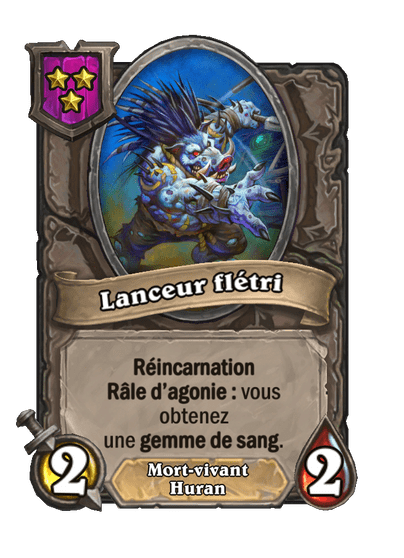 Lanceur flétri
Réincarnation
Râle d'agonie : vous
obtenez
une gemme de sang.
Mort-vivant
Huran
2
2